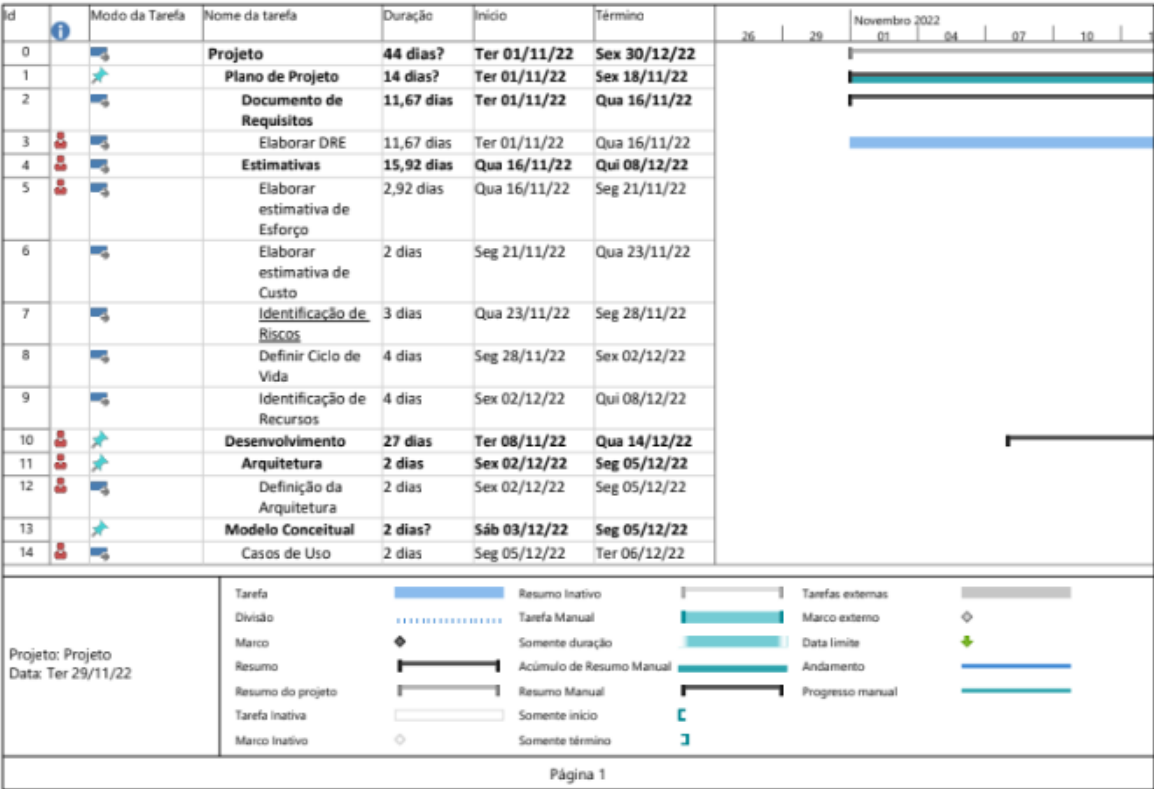 Id Modo da Tarefa Nome da tarefa Duração Início Término Novembro 2022
26 29 01 04 07 10 1
0 Projeto 44 dias? Ter 01/11/22 Sex 30/12/22
1 Plano de Projeto 14 dias? Ter 01/11/22 Sex 18/11/22
2 Documento de 11,67 dias Ter 01/11/22 Qua 16/11/22
Requisitos
3 Elaborar DRE 11,67 dias Ter 01/11/22 Qua 16/11/22
4 Estimativas 15,92 dias Qua 16/11/22 Qui 08/12/22
5 Elaborar 2,92 dias Qua 16/11/22 Seg 21/11/22
estimativa de
Esforço
6 Elaborar 2 dias Seg 21/11/22 Qua 23/11/22
estimativa de
Custo
7 Identificação de 3 dias Qua 23/11/22 Seg 28/11/22
Riscos
8 Definir Ciclo de 4 dias Seg 28/11/22 Sex 02/12/22
Vida
9 Identificação de 4 dias Sex 02/12/22 Qui 08/12/22
Recursos
10 Desenvolvimento 27 dias Ter 08/11/22 Qua 14/12/22
11 Arquitetura 2 dias Sex 02/12/22 Seg 05/12/22
12 Definição da 2 dias Sex 02/12/22 Seg 05/12/22
Arquitetura
13 Modelo Conceitual 2 dias? Sáb 03/12/22 Seg 05/12/22
14 Casos de Uso 2 dias Seg 05/12/22 Ter 06/12/22
Projeto: Projeto
Data: Ter 29/11/22
Tarefa Resumo Inativo Tarefas externas
Divisão Tarefa Manual Marco externo
Marco Somente duração Data limite
Resumo Acúmulo de Resumo Manual Andamento
Resumo do projeto Resumo Manual Progresso manual
Tarefa Inativa Somente início
Marco Inativo Somente término
Página 1